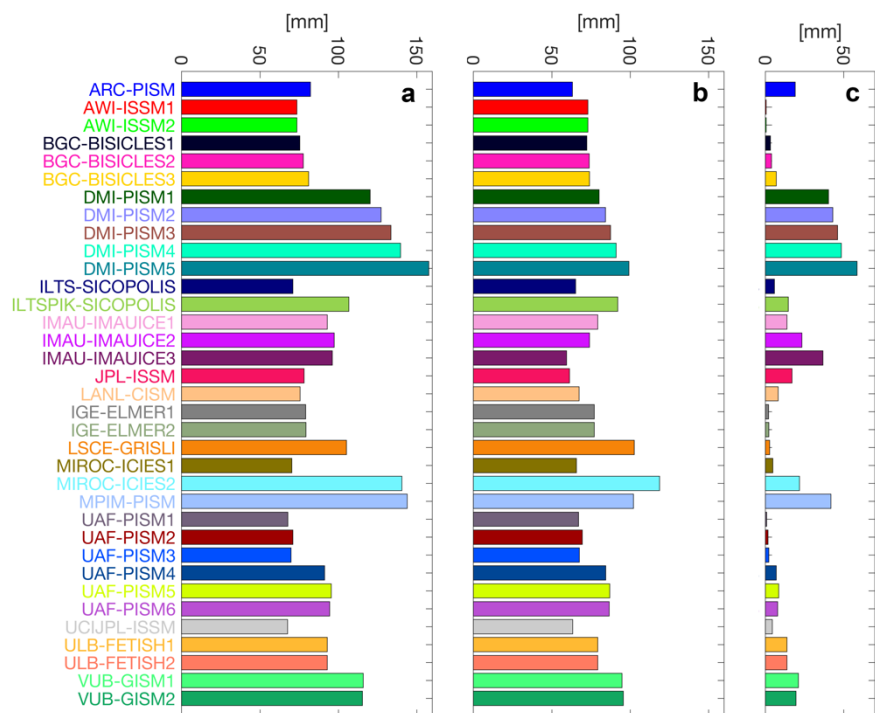 [mm] [mm] [mm]
0 50 100 150 0 50 100 150 0 50
a b c
ARC-PISM
AWI-ISSM1
AWI-ISSM2
BGC-BISICLES1
BGC-BISICLES2
BGC-BISICLES3
DMI-PISM1
DMI-PISM2
DMI-PISM3
DMI-PISM4
DMI-PISM5
ILTS-SICOPOLIS
ILTSPIK-SICOPOLIS
IMAU-IMAUICE1
IMAU-IMAUICE2
IMAU-IMAUICE3
JPL-ISSM
LANL-CISM
IGE-ELMER1
IGE-ELMER2
LSCE-GRISLI
MIROC-ICIES1
MIROC-ICIES2
MPIM-PISM
UAF-PISM1
UAF-PISM2
UAF-PISM3
UAF-PISM4
UAF-PISM5
UAF-PISM6
UCIJPL-ISSM
ULB-FETISH1
ULB-FETISH2
VUB-GISM1
VUB-GISM2